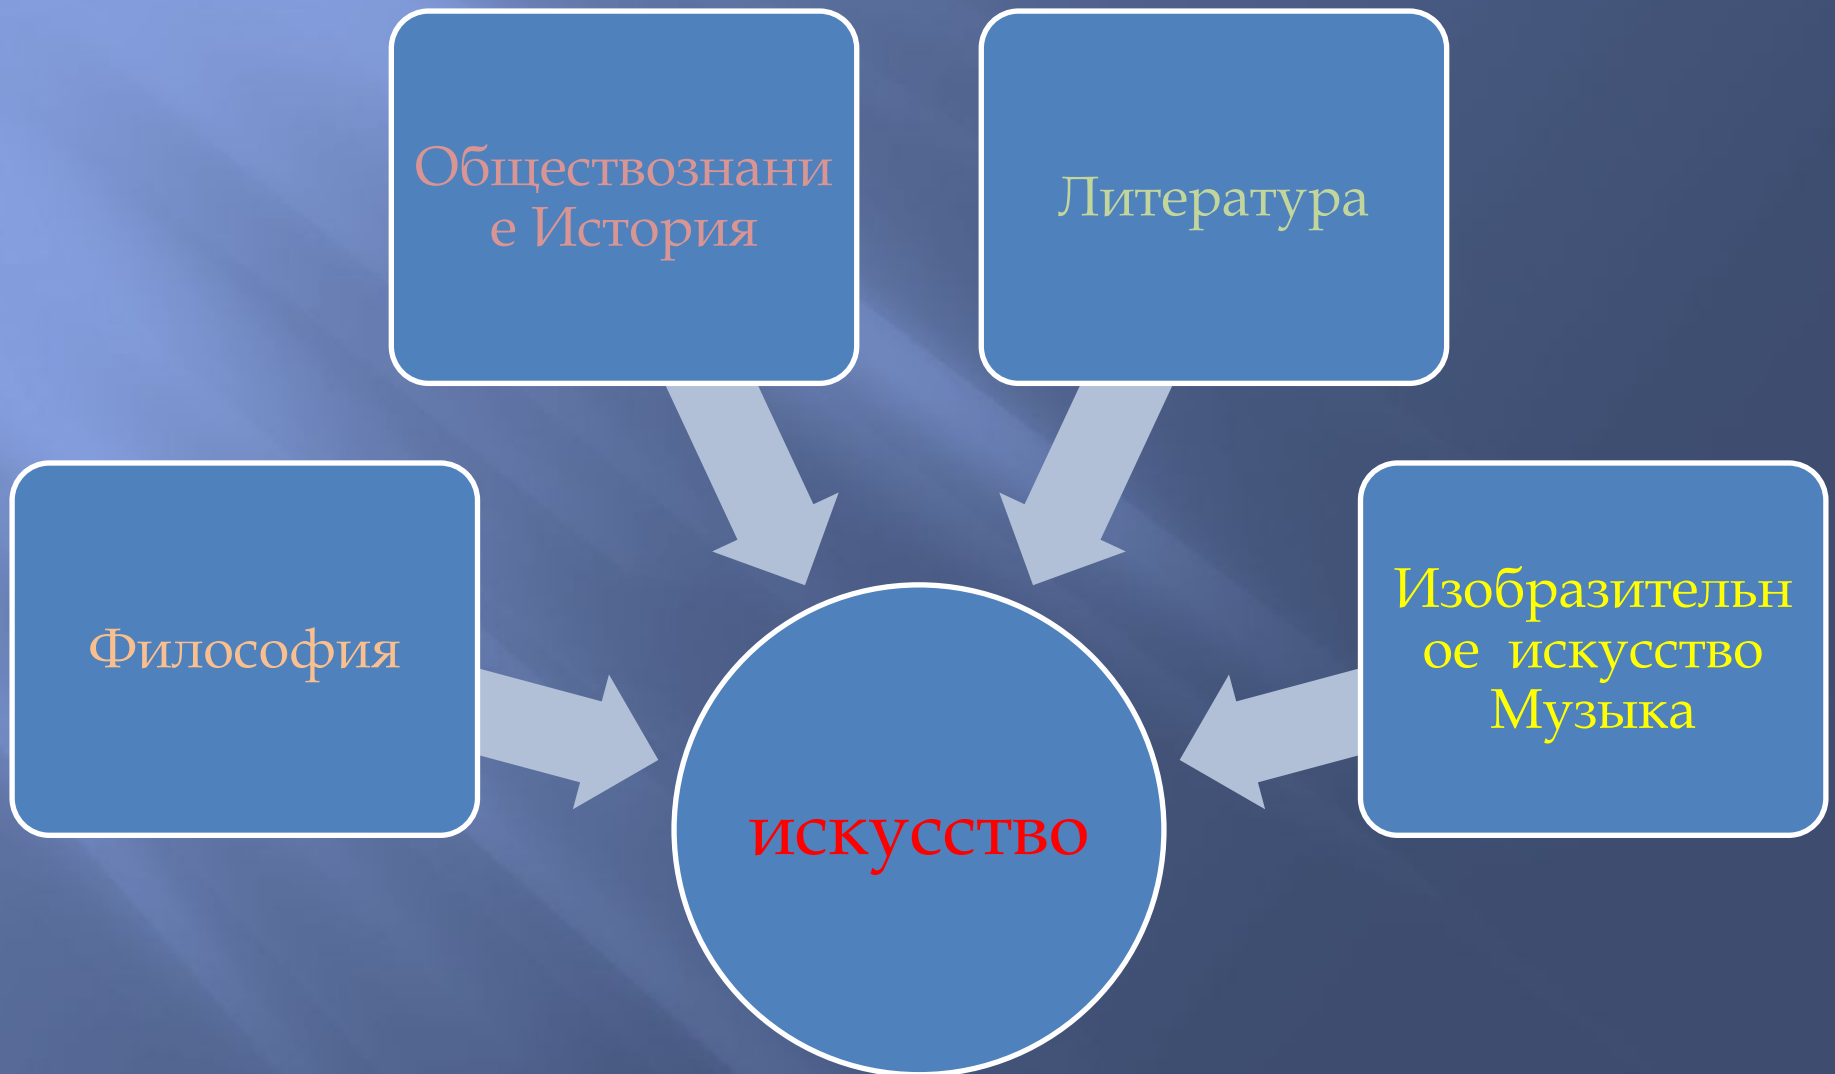 Обществознани
е История
Литература
Философия
Изобразительн
ое  искусство
Музыка
искусство